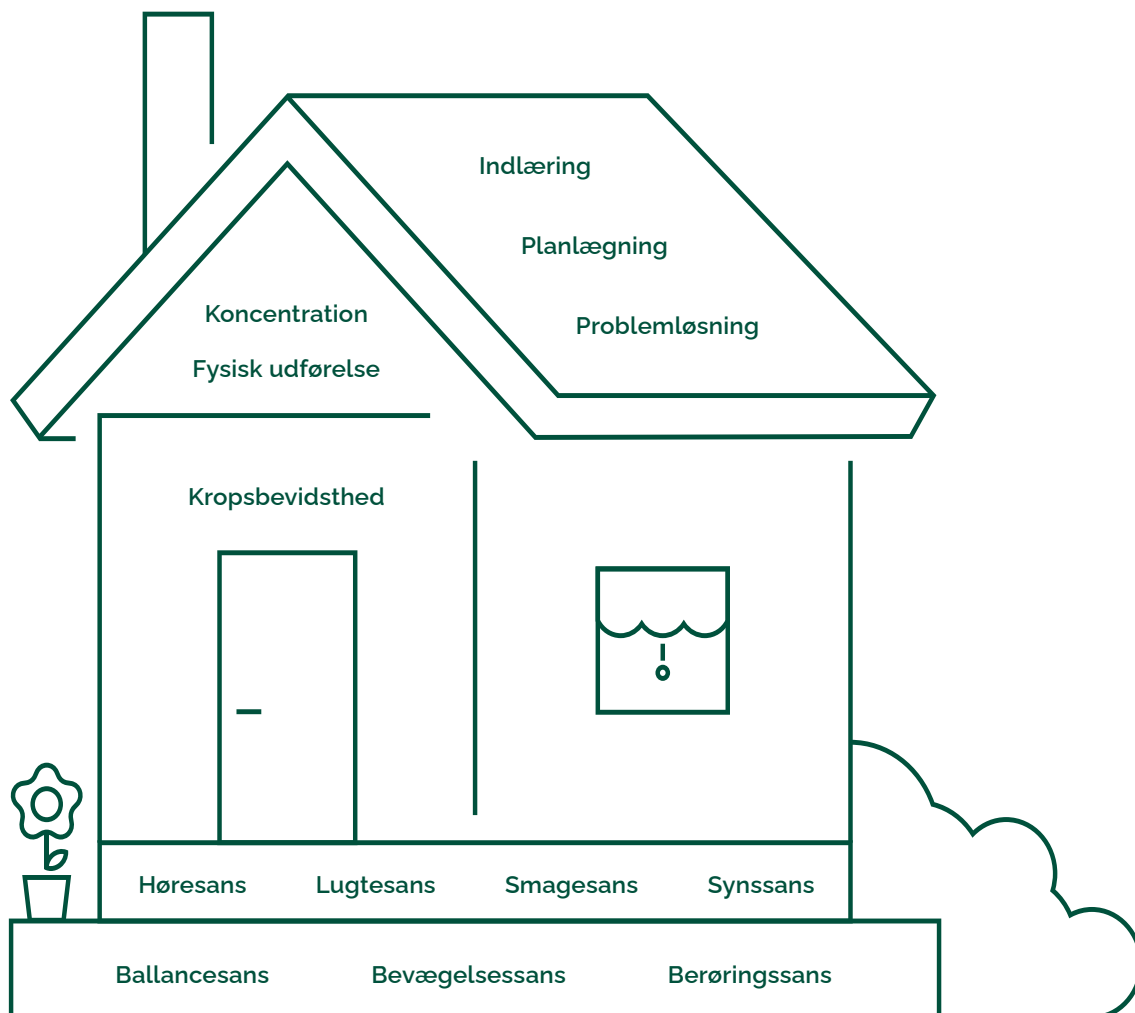 Indlæring
Planlægning
Problemløsning
Koncentration
Fysisk udførelse
Kropsbevidsthed
Høresans Lugtesans Smagesans Synssans
Ballancesans Bevægelsessans Berøringssans